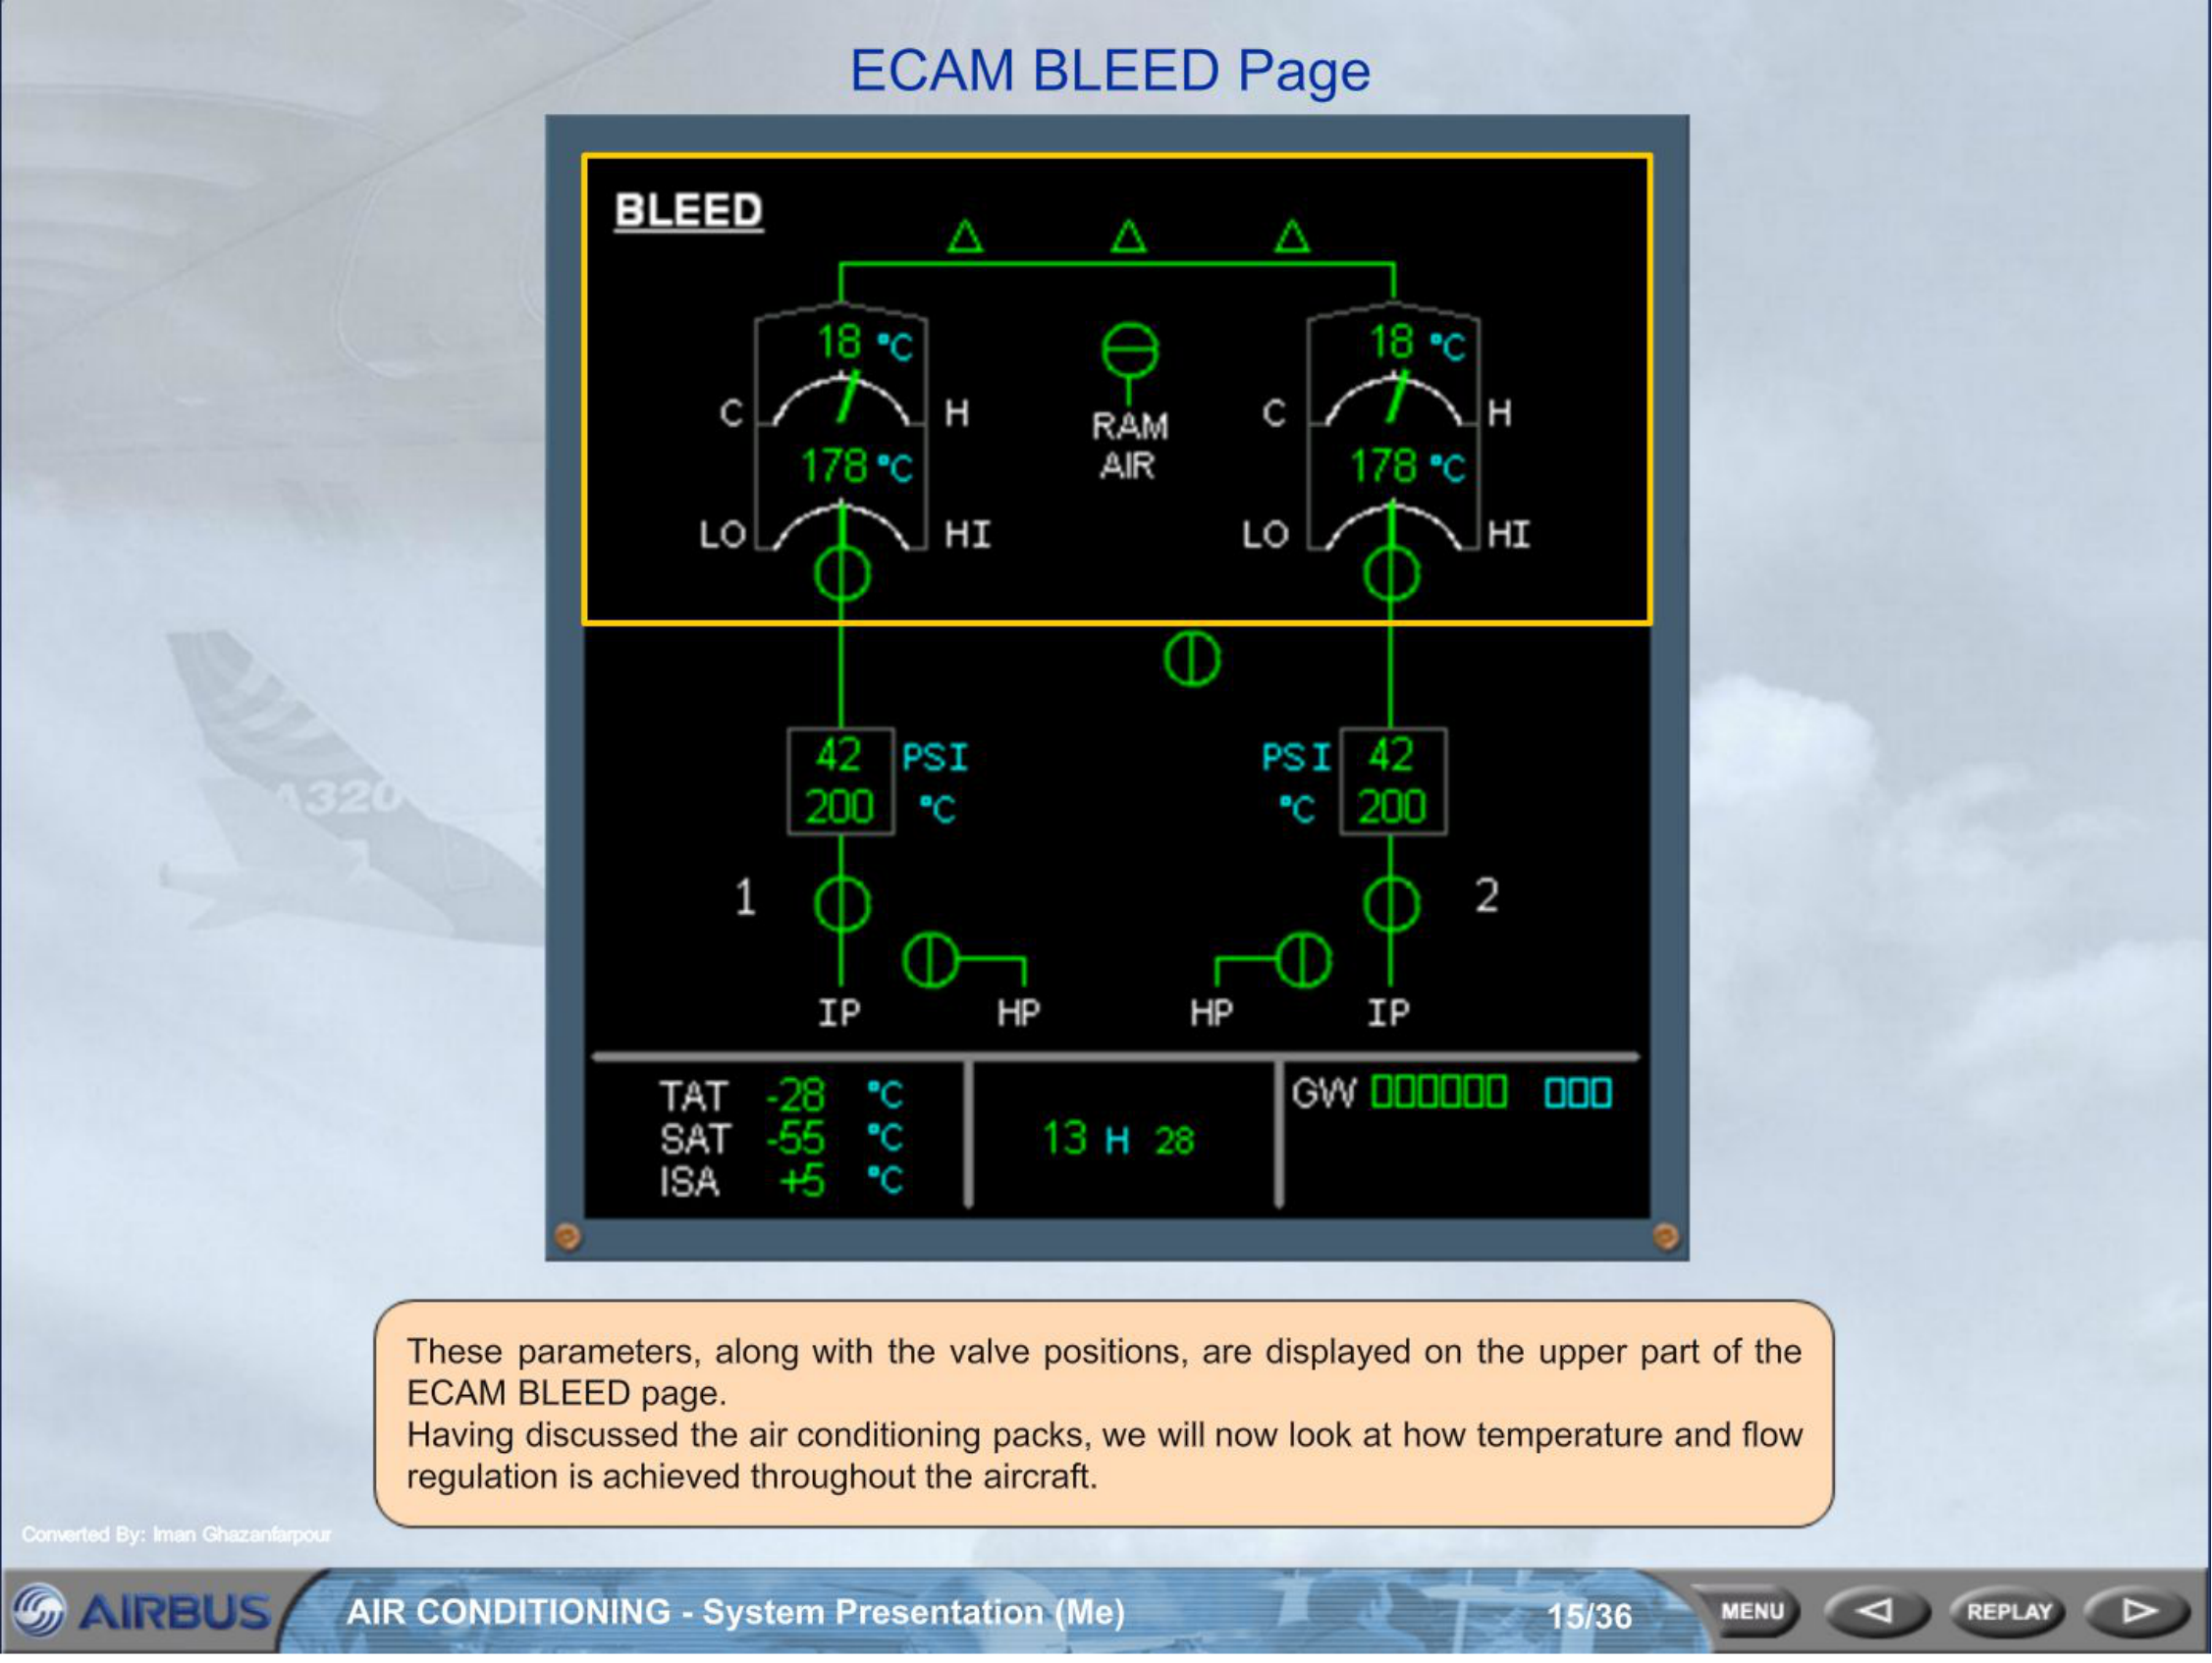 ECAM BLEED Page
BLEED
18 °C
18 °C
C
H
RAM
AIR
C
H
178 °C
178 °C
LO
HI
LO
HI
42 PSI
PSI 42
200 °C
°C 200
1
2
IP
HP
HP
IP
TAT -28 °C
SAT -55 °C
ISA +5 °C
13 H 28
GW
A320
These parameters, along with the valve positions, are displayed on the upper part of the
ECAM BLEED page.
Having discussed the air conditioning packs, we will now look at how temperature and flow
regulation is achieved throughout the aircraft.
Converted By: Iman Ghazanfarpour
AIRBUS
AIR CONDITIONING - System Presentation (Me)
15/36
MENU
REPLAY